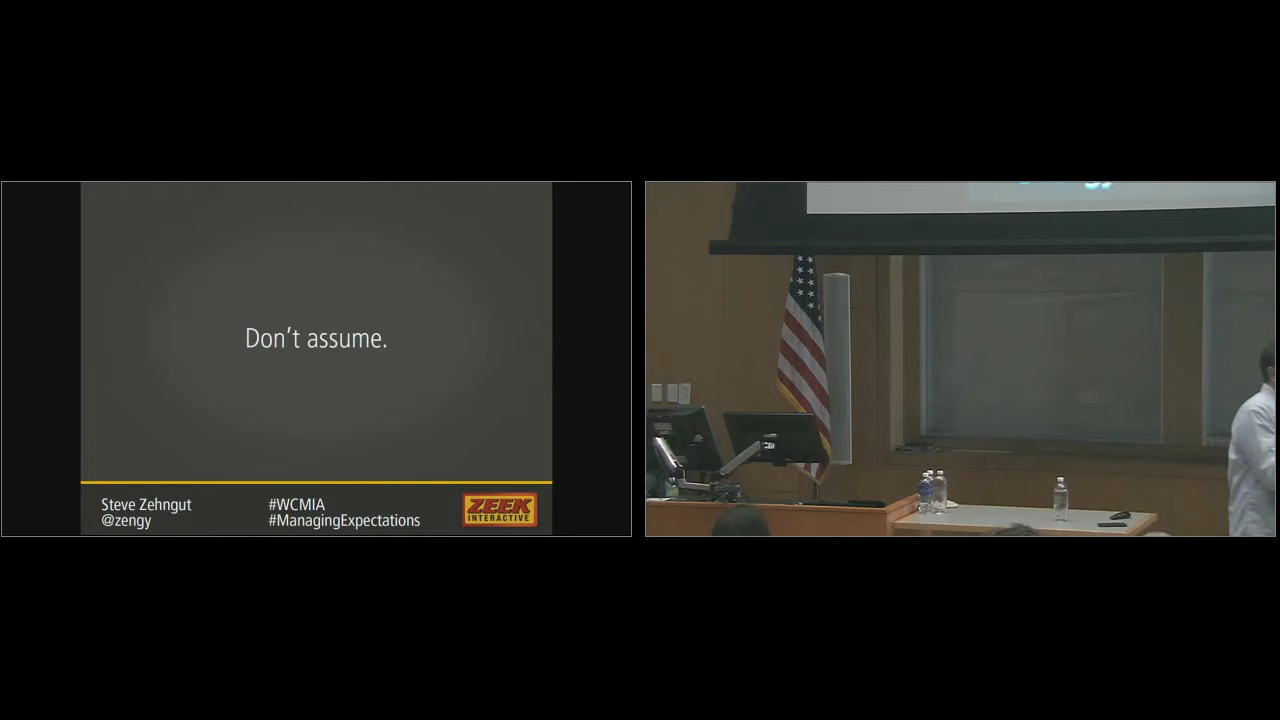 Don't assume.
Steve Zehngut
@zengy
#WCMIA
#ManagingExpectations
ZEEK
INTERACTIVE